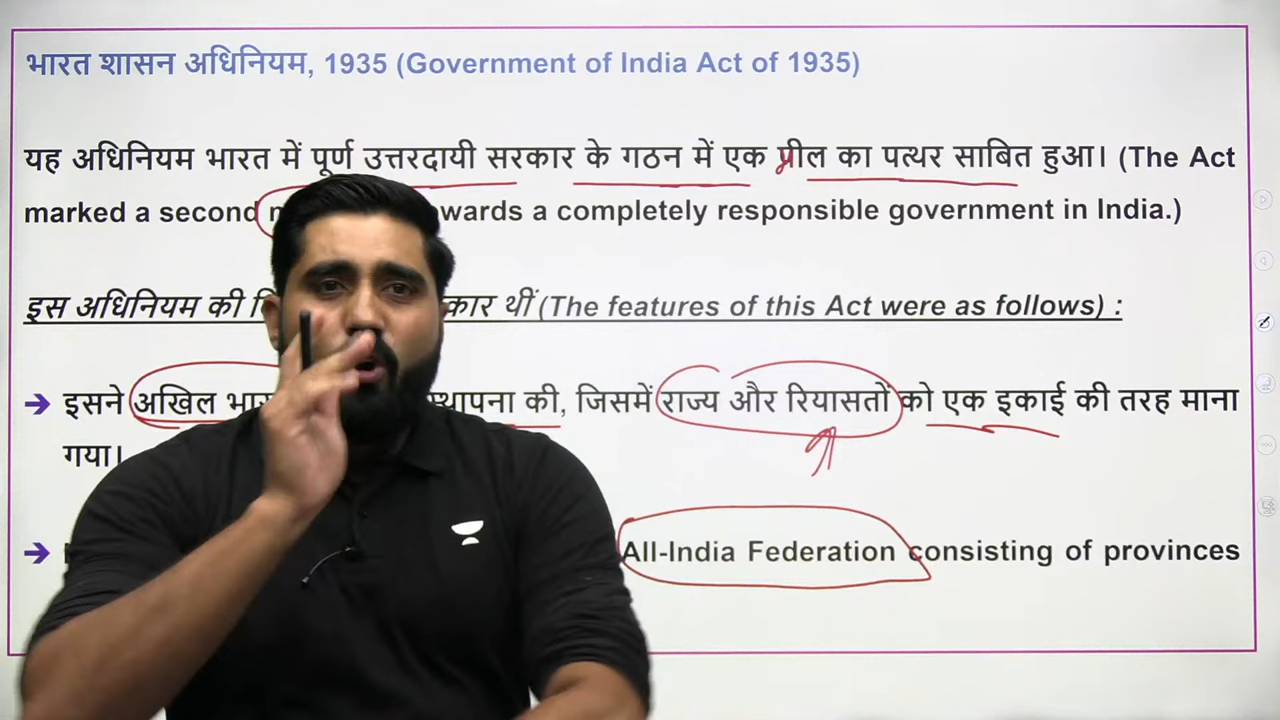 भारत शासन अधिनियम, 1935 (Government of India Act of 1935)
यह अधिनियम भारत में पूर्ण उत्तरदायी सरकार के गठन में एक मील का पत्थर साबित हुआ। (The Act
marked a second wards a completely responsible government in India.)
इस अधिनियम की कार थीं (The features of this Act were as follows) :
→ इसने अखिल भार स्थापना की, जिसमें राज्य और रियासतों को एक इकाई की तरह माना
गया।
→ All-India Federation consisting of provinces